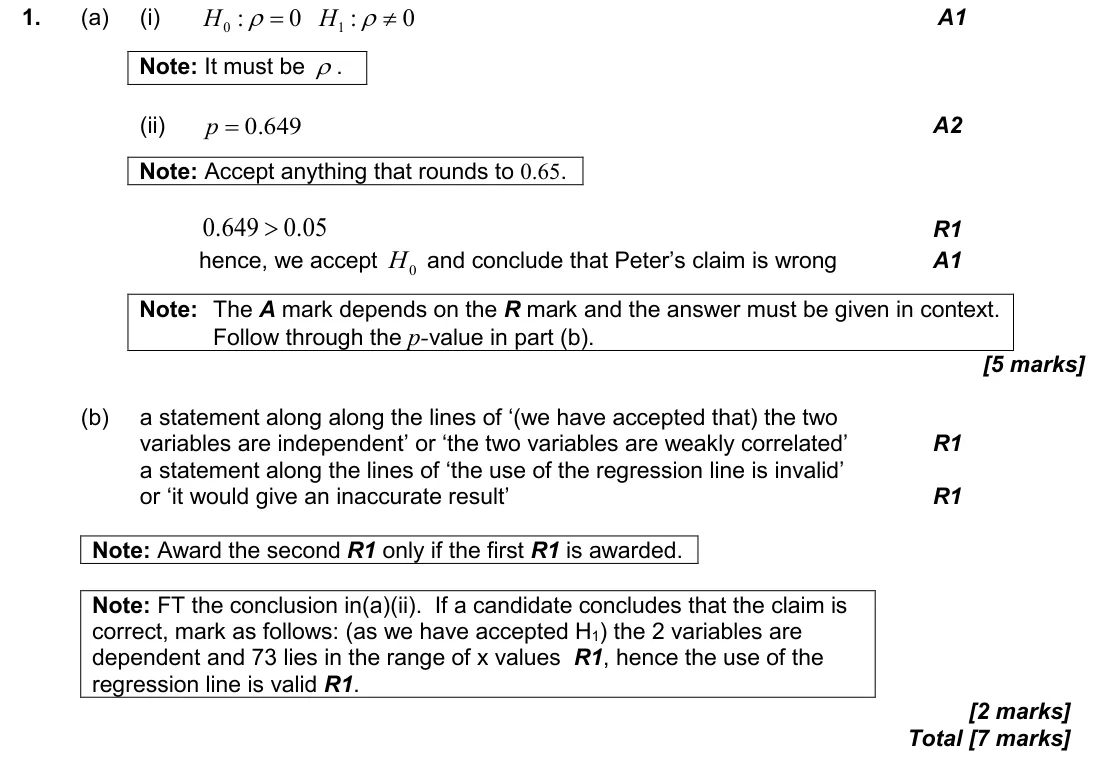 1. (a) (i) H₀ : ρ = 0 H₁ : ρ ≠ 0 A1
Note: It must be ρ.
(ii) p = 0.649 A2
Note: Accept anything that rounds to 0.65.
0.649 > 0.05 R1
hence, we accept H₀ and conclude that Peter's claim is wrong A1
Note: The A mark depends on the R mark and the answer must be given in context.
Follow through the p-value in part (b).
[5 marks]
(b) a statement along along the lines of '(we have accepted that) the two
variables are independent' or 'the two variables are weakly correlated' R1
a statement along the lines of 'the use of the regression line is invalid'
or 'it would give an inaccurate result' R1
Note: Award the second R1 only if the first R1 is awarded.
Note: FT the conclusion in(a)(ii). If a candidate concludes that the claim is
correct, mark as follows: (as we have accepted H₁) the 2 variables are
dependent and 73 lies in the range of x values R1, hence the use of the
regression line is valid R1.
[2 marks]
Total [7 marks]